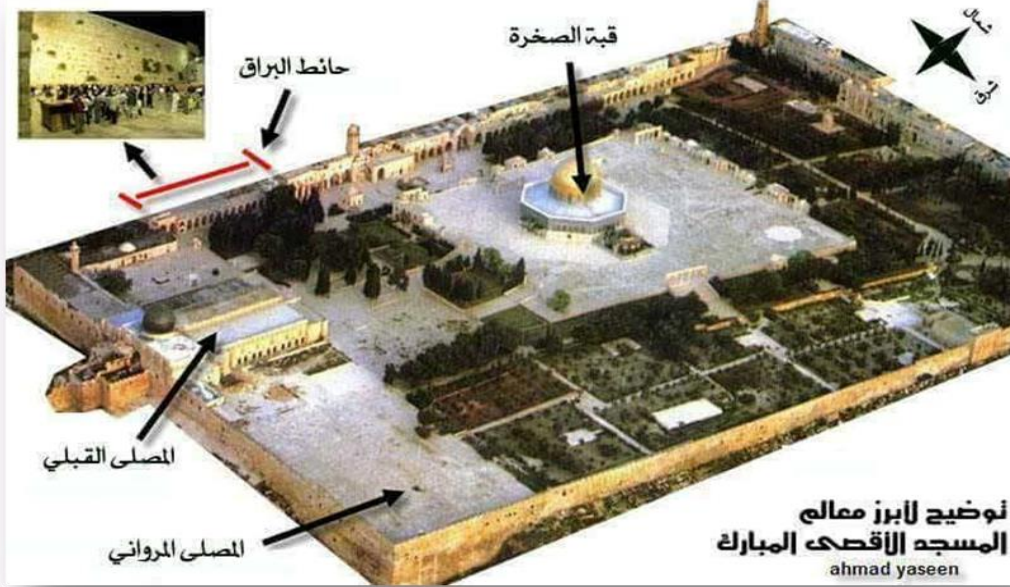 شمال
شرق
قبة الصخرة
حائط البراق
المصلى القبلي
المصلى المرواني
توضيح لأبرز معالم
المسجد الأقصى المبارك
ahmad yaseen